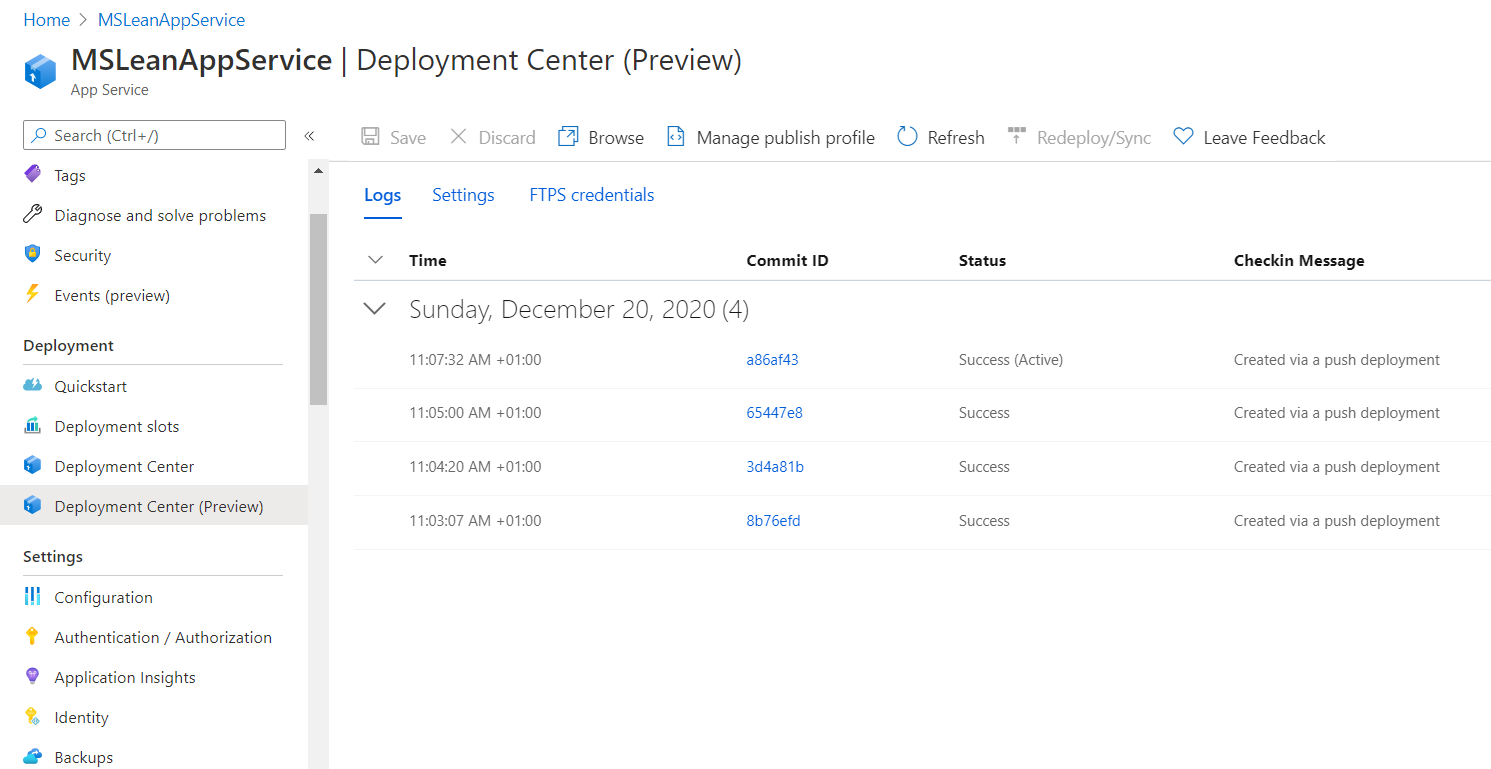 Home > MSLeanAppService
MSLeanAppService | Deployment Center (Preview)
App Service
Search (Ctrl+/)
«
Save
Discard
Browse
Manage publish profile
Refresh
Redeploy/Sync
Leave Feedback
Tags
Diagnose and solve problems
Security
Events (preview)
Deployment
Quickstart
Deployment slots
Deployment Center
Deployment Center (Preview)
Settings
Configuration
Authentication / Authorization
Application Insights
Identity
Backups
Logs Settings FTPS credentials
Time Commit ID Status Checkin Message
Sunday, December 20, 2020 (4)
11:07:32 AM +01:00 a86af43 Success (Active) Created via a push deployment
11:05:00 AM +01:00 65447e8 Success Created via a push deployment
11:04:20 AM +01:00 3d4a81b Success Created via a push deployment
11:03:07 AM +01:00 8b76efd Success Created via a push deployment